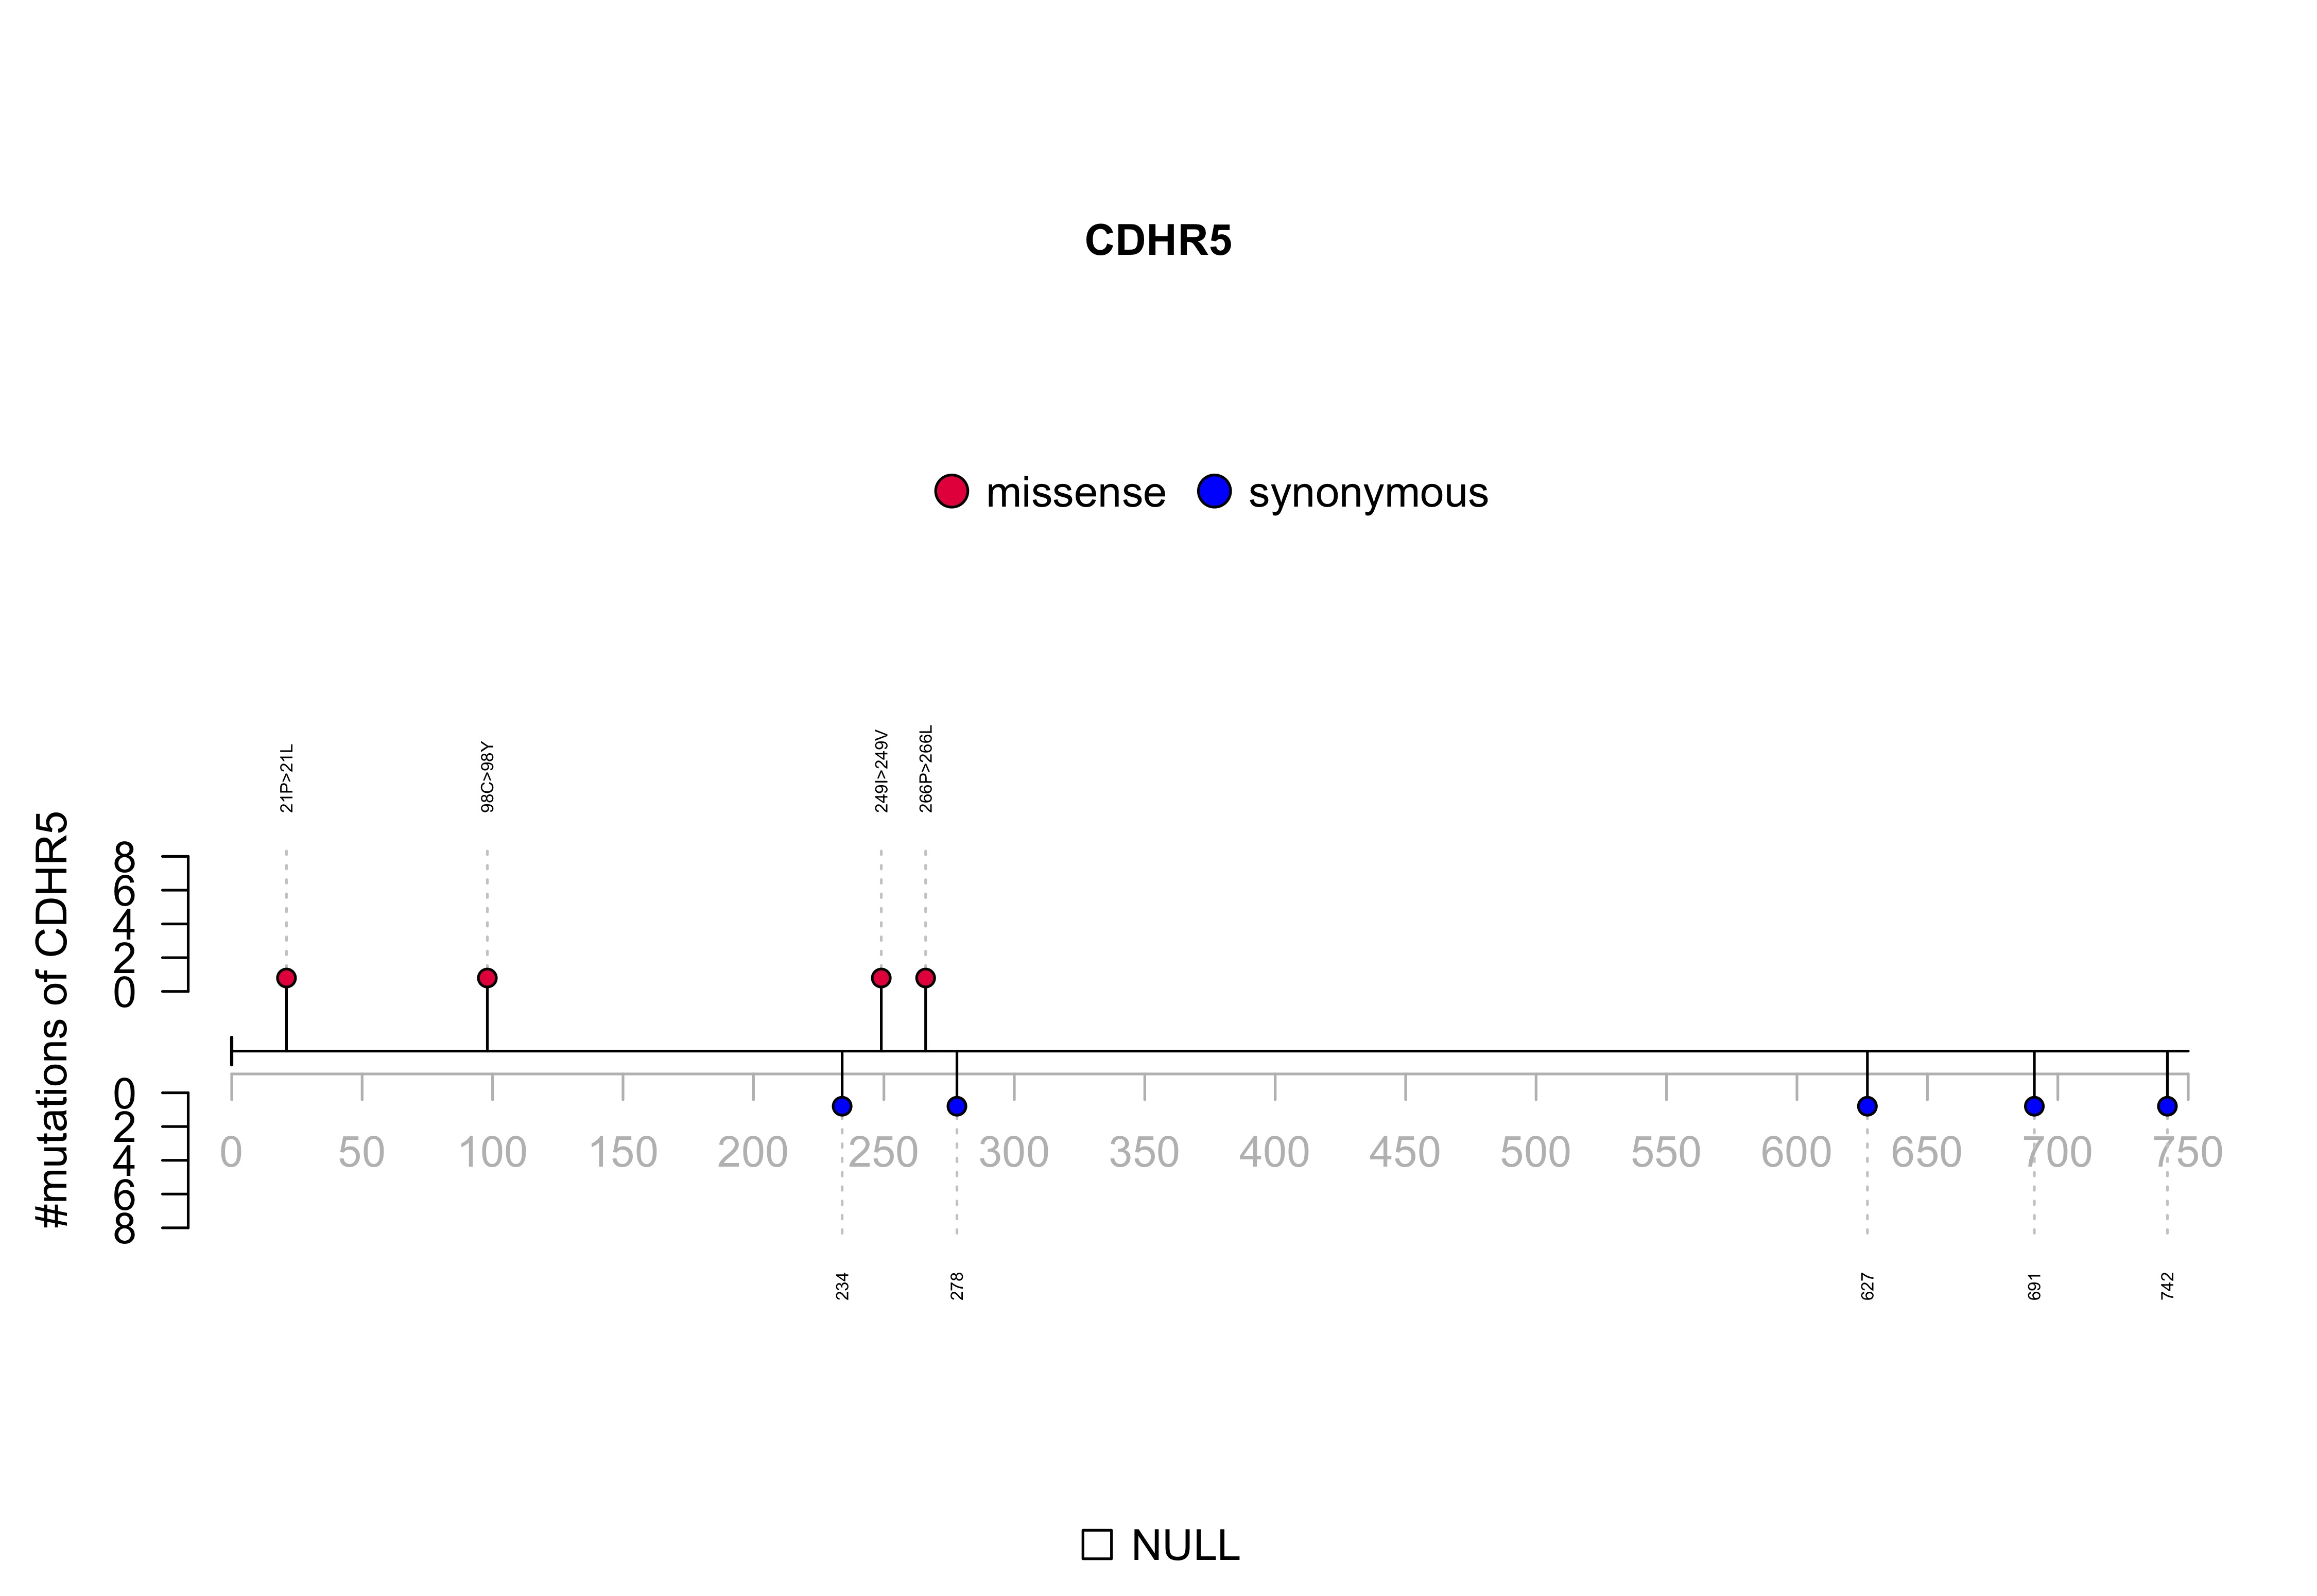 CDHR5
missense
synonymous
21P>21L
98C>98Y
249I>249V
266P>266L
#mutations of CDHR5
8
6
4
2
0
0
2
4
6
8
0 50 100 150 200 250 300 350 400 450 500 550 600 650 700 750
234
278
627
691
742
NULL